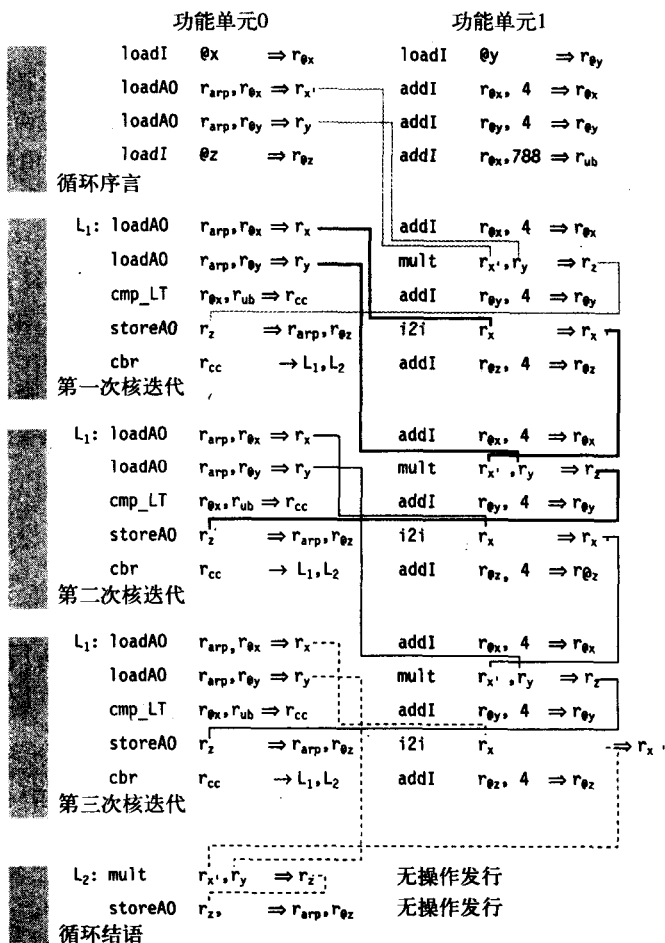 功能单元0 功能单元1
loadI @x ⇒ r@x loadI @y ⇒ r@y
loadAO rarp,r@x ⇒ rx' addI r@x, 4 ⇒ r@x
loadAO rarp,r@y ⇒ ry addI r@y, 4 ⇒ r@y
loadI @z ⇒ r@z addI r@x,788 ⇒ rub
循环序言
L1: loadAO rarp,r@x ⇒ rx addI r@x, 4 ⇒ r@x
loadAO rarp,r@y ⇒ ry mult rx',ry ⇒ rz
cmp_LT r@x,rub ⇒ rcc addI r@y, 4 ⇒ r@y
storeAO rz ⇒ rarp,r@z i2i rx ⇒ rx'
cbr rcc → L1,L2 addI r@z, 4 ⇒ r@z
第一次核迭代
L1: loadAO rarp,r@x ⇒ rx addI r@x, 4 ⇒ r@x
loadAO rarp,r@y ⇒ ry mult rx',ry ⇒ rz
cmp_LT r@x,rub ⇒ rcc addI r@y, 4 ⇒ r@y
storeAO rz ⇒ rarp,r@z i2i rx ⇒ rx'
cbr rcc → L1,L2 addI r@z, 4 ⇒ r@z
第二次核迭代
L1: loadAO rarp,r@x ⇒ rx addI r@x, 4 ⇒ r@x
loadAO rarp,r@y ⇒ ry mult rx',ry ⇒ rz
cmp_LT r@x,rub ⇒ rcc addI r@y, 4 ⇒ r@y
storeAO rz ⇒ rarp,r@z i2i rx ⇒ rx'
cbr rcc → L1,L2 addI r@z, 4 ⇒ r@z
第三次核迭代
L2: mult rx',ry ⇒ rz 无操作发行
storeAO rz, ⇒ rarp,r@z 无操作发行
循环结语